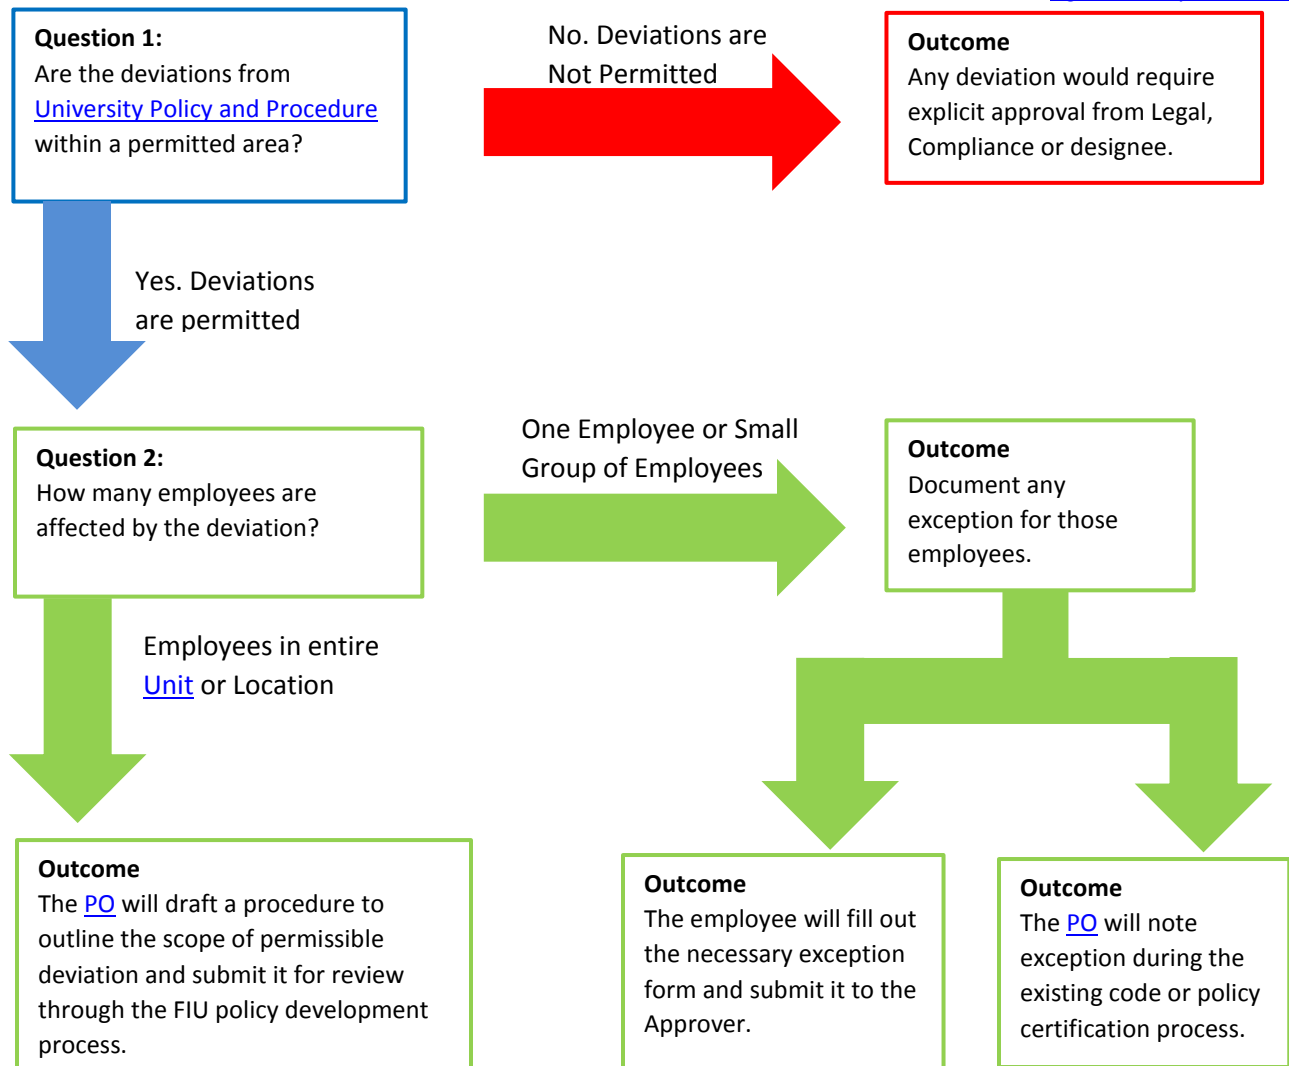 Question 1:
Are the deviations from
University Policy and Procedure
within a permitted area?
No. Deviations are
Not Permitted
Outcome
Any deviation would require
explicit approval from Legal,
Compliance or designee.
Yes. Deviations
are permitted
Question 2:
How many employees are
affected by the deviation?
One Employee or Small
Group of Employees
Outcome
Document any
exception for those
employees.
Employees in entire
Unit or Location
Outcome
The PO will draft a procedure to
outline the scope of permissible
deviation and submit it for review
through the FIU policy development
process.
Outcome
The employee will fill out
the necessary exception
form and submit it to the
Approver.
Outcome
The PO will note
exception during the
existing code or policy
certification process.